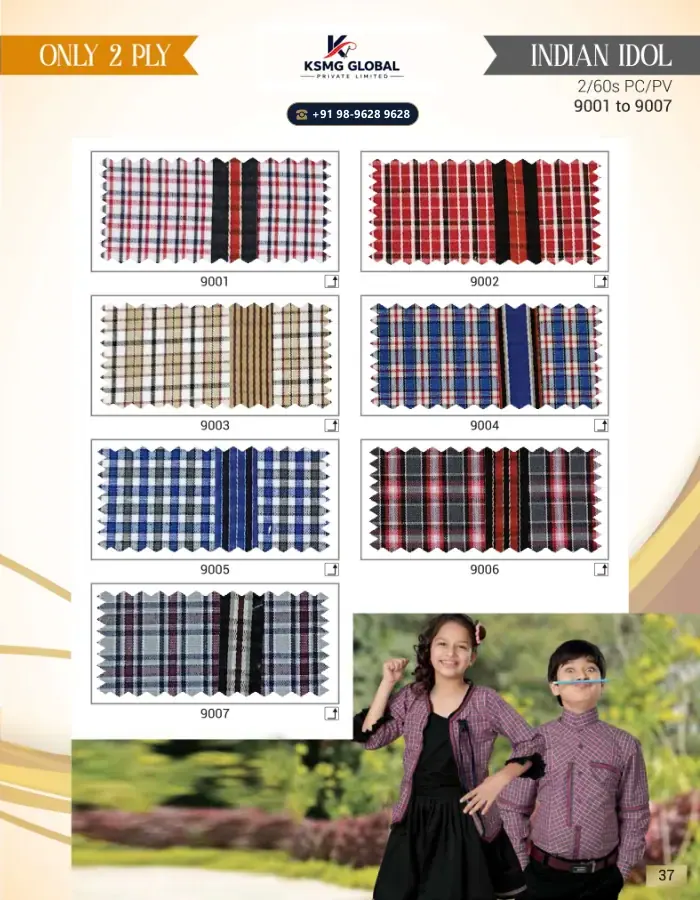 ONLY 2 PLY
KSMG GLOBAL
PRIVATE LIMITED
+91 98-9628 9628
INDIAN IDOL
2/60s PC/PV
9001 to 9007
9001
9002
9003
9004
9005
9006
9007
37